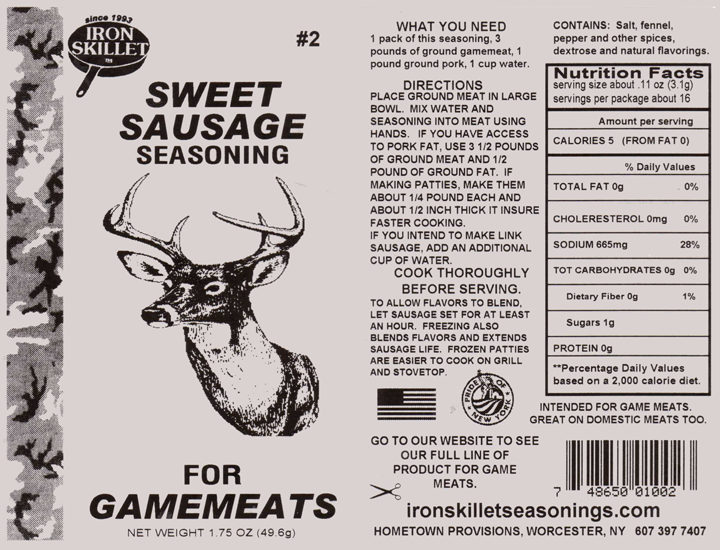 since 1993
IRON
SKILLET
TM
#2
SWEET
SAUSAGE
SEASONING
FOR
GAMEMEATS
NET WEIGHT 1.75 OZ (49.6g)
WHAT YOU NEED
1 pack of this seasoning, 3
pounds of ground gamemeat, 1
pound ground pork, 1 cup water.
DIRECTIONS
PLACE GROUND MEAT IN LARGE
BOWL. MIX WATER AND
SEASONING INTO MEAT USING
HANDS. IF YOU HAVE ACCESS
TO PORK FAT, USE 3 1/2 POUNDS
OF GROUND MEAT AND 1/2
POUND OF GROUND FAT. IF
MAKING PATTIES, MAKE THEM
ABOUT 1/4 POUND EACH AND
ABOUT 1/2 INCH THICK IT INSURE
FASTER COOKING.
IF YOU INTEND TO MAKE LINK
SAUSAGE, ADD AN ADDITIONAL
CUP OF WATER.
COOK THOROUGHLY
BEFORE SERVING.
TO ALLOW FLAVORS TO BLEND,
LET SAUSAGE SET FOR AT LEAST
AN HOUR. FREEZING ALSO
BLENDS FLAVORS AND EXTENDS
SAUSAGE LIFE. FROZEN PATTIES
ARE EASIER TO COOK ON GRILL
AND STOVETOP.
PRIDE OF
NEW YORK
GO TO OUR WEBSITE TO SEE
OUR FULL LINE OF
PRODUCT FOR GAME
MEATS.
CONTAINS: Salt, fennel,
pepper and other spices,
dextrose and natural flavorings.
Nutrition Facts
serving size about .11 oz (3.1g)
servings per package about 16
Amount per serving
CALORIES 5 (FROM FAT 0)
% Daily Values
TOTAL FAT 0g 0%
CHOLERESTEROL 0mg 0%
SODIUM 665mg 28%
TOT CARBOHYDRATES 0g 0%
Dietary Fiber 0g 1%
Sugars 1g
PROTEIN 0g
**Percentage Daily Values
based on a 2,000 calorie diet.
INTENDED FOR GAME MEATS.
GREAT ON DOMESTIC MEATS TOO.
7 48650 01002
ironskilletseasonings.com
HOMETOWN PROVISIONS, WORCESTER, NY 607 397 7407